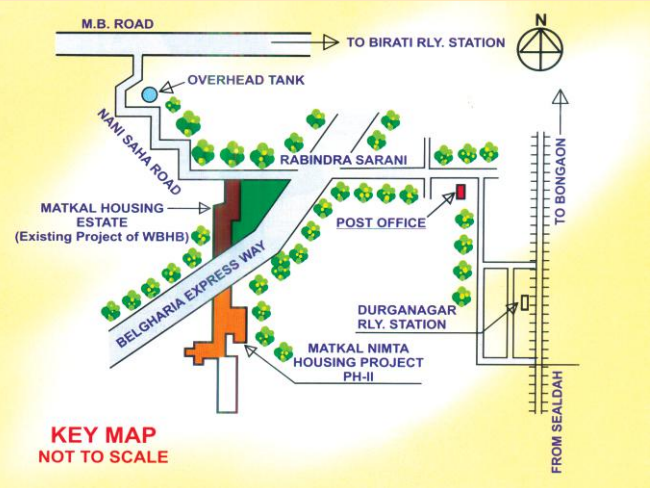 M.B. ROAD
N
TO BIRATI RLY. STATION
OVERHEAD TANK
NANI SAHA ROAD
RABINDRA SARANI
TO BONGAON
MATKAL HOUSING
ESTATE
(Existing Project of WBHB)
POST OFFICE
BELGHARIA EXPRESS WAY
DURGANAGAR
RLY. STATION
MATKAL NIMTA
HOUSING PROJECT
PH-II
FROM SEALDAH
KEY MAP
NOT TO SCALE